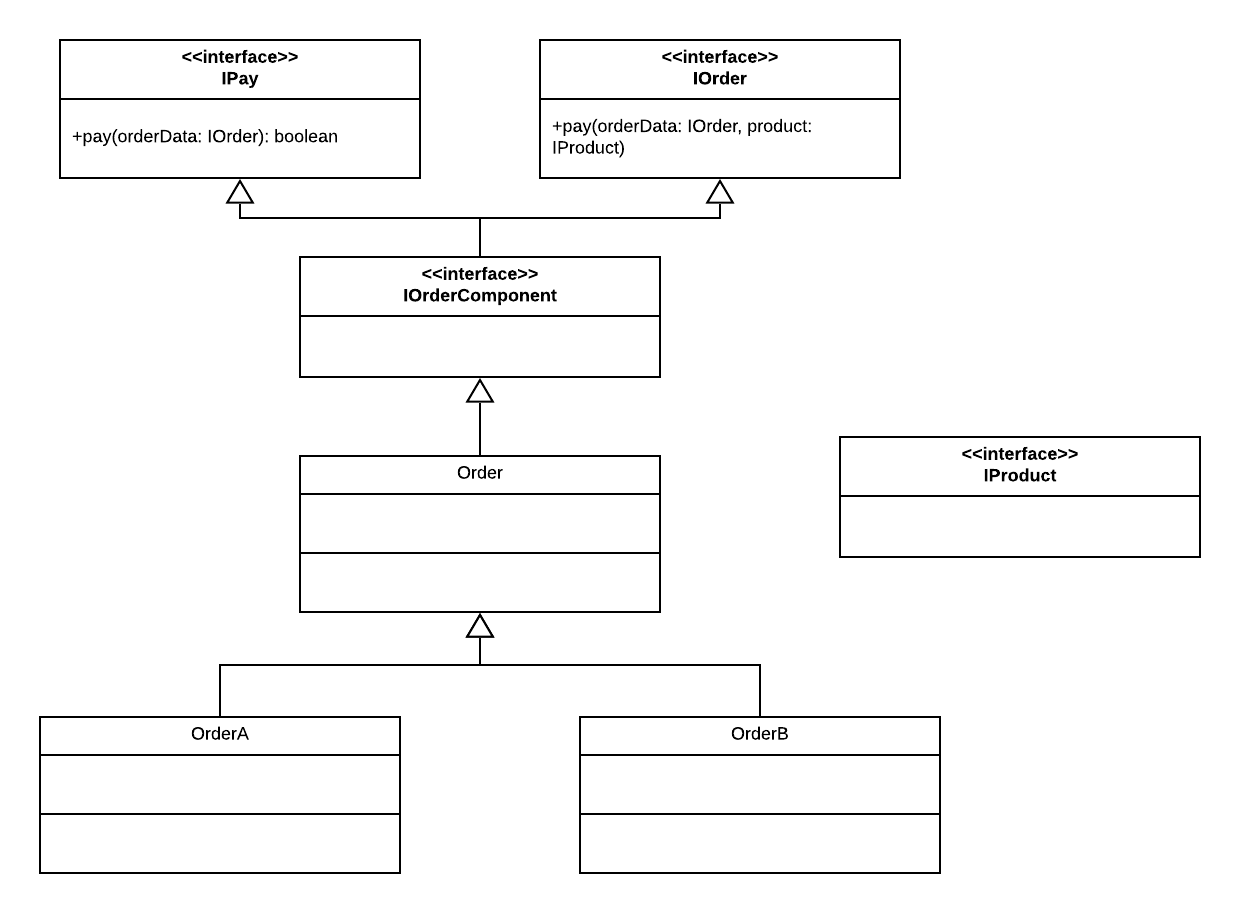 <<interface>>
IPay
+pay(orderData: IOrder): boolean
<<interface>>
IOrder
+pay(orderData: IOrder, product:
IProduct)
<<interface>>
IOrderComponent
Order
<<interface>>
IProduct
OrderA
OrderB